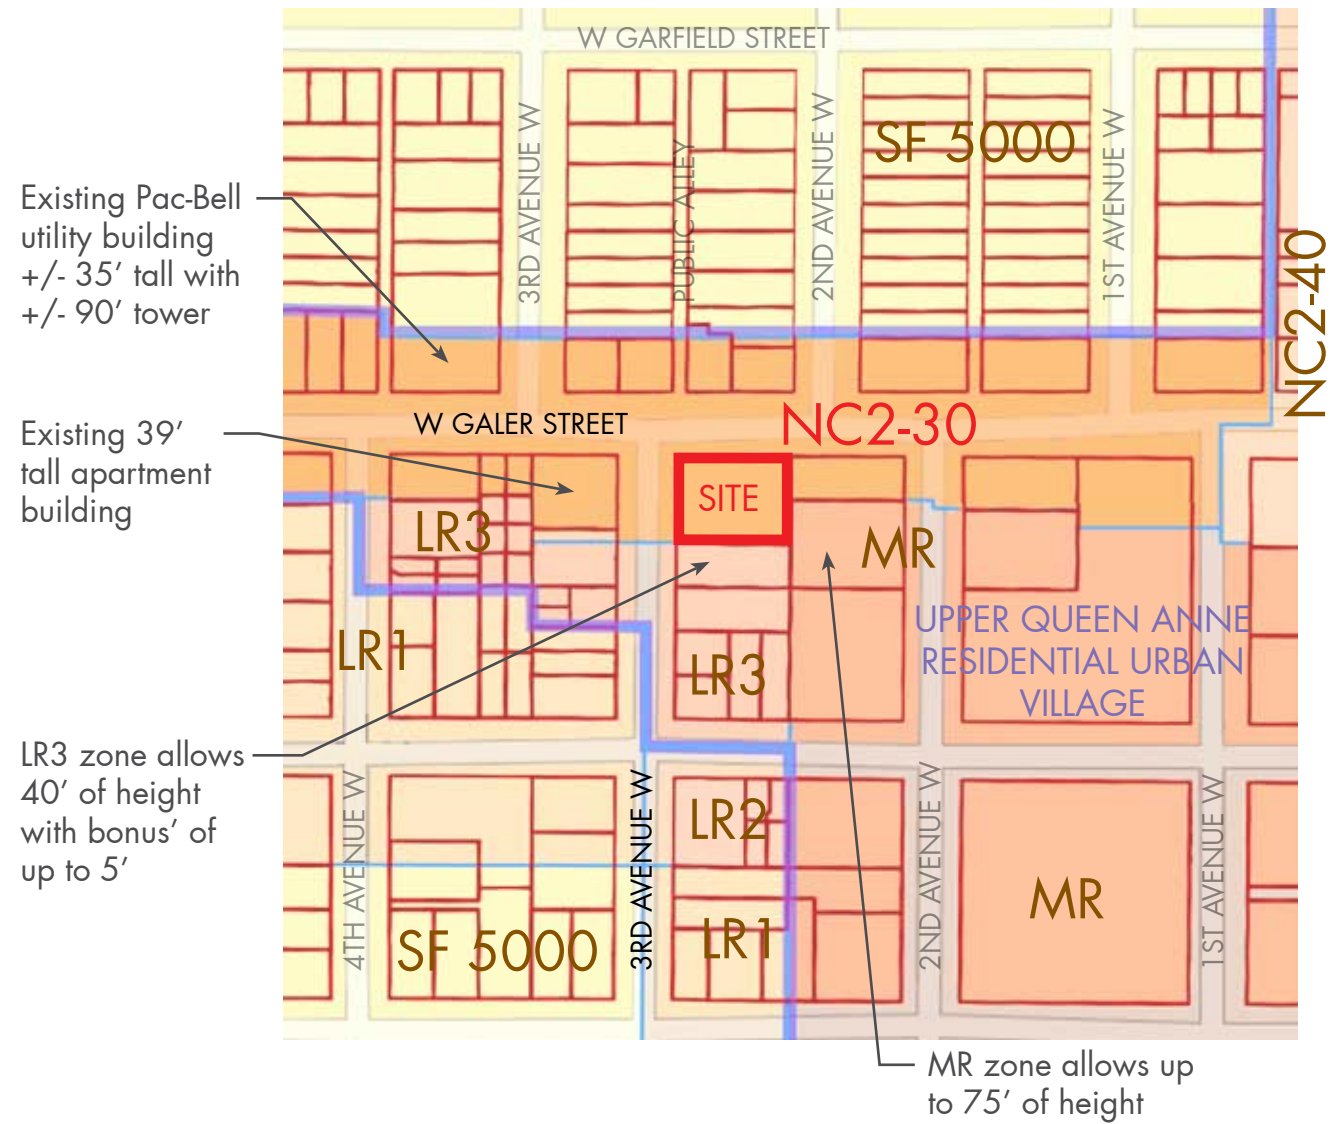 W GARFIELD STREET
3RD AVENUE W
PUBLIC ALLEY
2ND AVENUE W
SF 5000
1ST AVENUE W
NC2-40
Existing Pac-Bell
utility building
+/- 35' tall with
+/- 90' tower
W GALER STREET
NC2-30
Existing 39'
tall apartment
building
SITE
LR3
MR
UPPER QUEEN ANNE
RESIDENTIAL URBAN
VILLAGE
LR1
LR3
LR3 zone allows
40' of height
with bonus' of
up to 5'
4TH AVENUE W
3RD AVENUE W
LR2
2ND AVENUE W
1ST AVENUE W
MR
SF 5000
LR1
MR zone allows up
to 75' of height